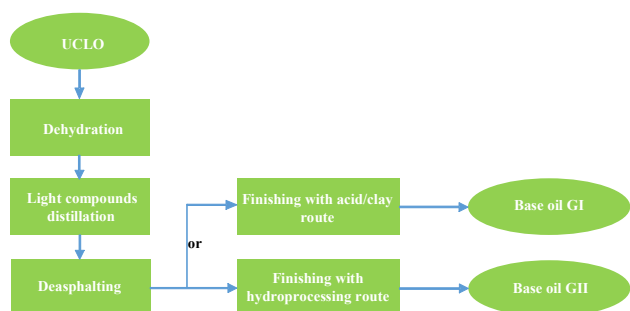 UCLO
Dehydration
Light compounds
distillation
Deasphalting
or
Finishing with acid/clay
route
Base oil GI
Finishing with
hydroprocessing route
Base oil GII